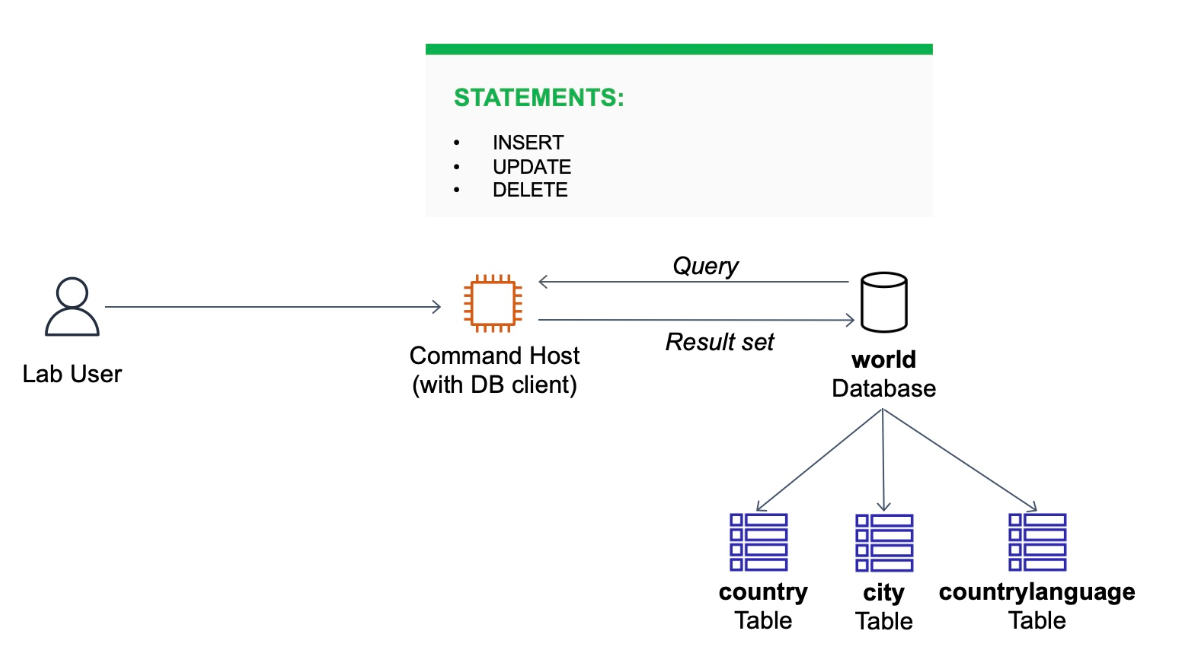 STATEMENTS:
• INSERT
• UPDATE
• DELETE
Query
Result set
Lab User
Command Host
(with DB client)
world
Database
country
Table
city
Table
countrylanguage
Table